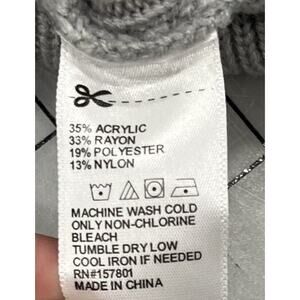 35% ACRYLIC
33% RAYON
19% POLYESTER
13% NYLON
MACHINE WASH COLD
ONLY NON-CHLORINE
BLEACH
TUMBLE DRY LOW
COOL IRON IF NEEDED
RN#157801
MADE IN CHINA